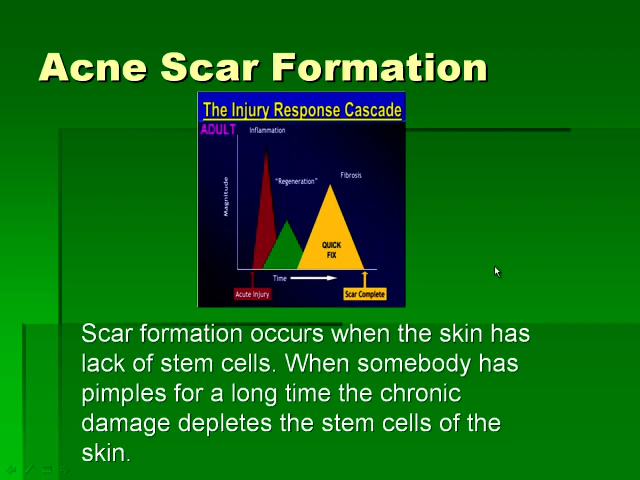 Acne Scar Formation
The Injury Response Cascade
ADULT
Inflammation
"Regeneration"
Fibrosis
Magnitude
QUICK
FIX
Time
Acute Injury
Scar Complete
Scar formation occurs when the skin has
lack of stem cells. When somebody has
pimples for a long time the chronic
damage depletes the stem cells of the
skin.